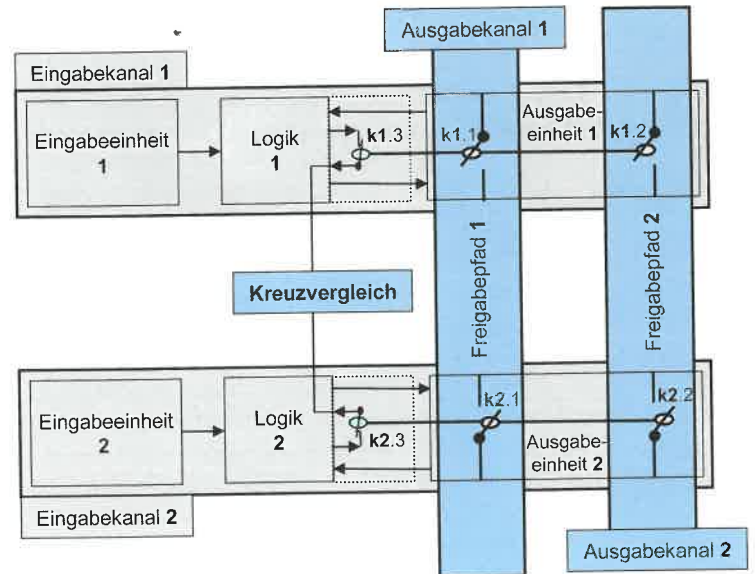 Ausgabekanal 1
Eingabekanal 1
Eingabeeinheit
1
Logik
1
k1.3
k1.1
Ausgabe-
einheit 1
k1.2
Freigabepfad 1
Freigabepfad 2
Kreuzvergleich
Eingabeeinheit
2
Logik
2
k2.3
k2.1
Ausgabe-
einheit 2
k2.2
Eingabekanal 2
Ausgabekanal 2